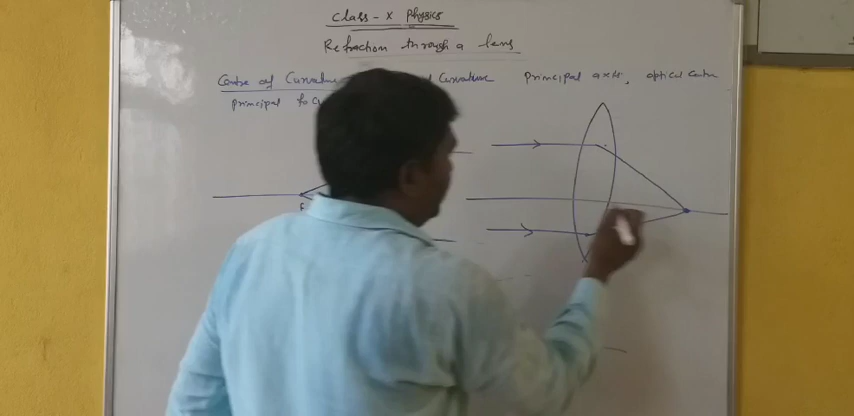 Class - X Physics
Refraction through a lens
Centre of Curvature Curvature Principal axis, optical centre
principal
F